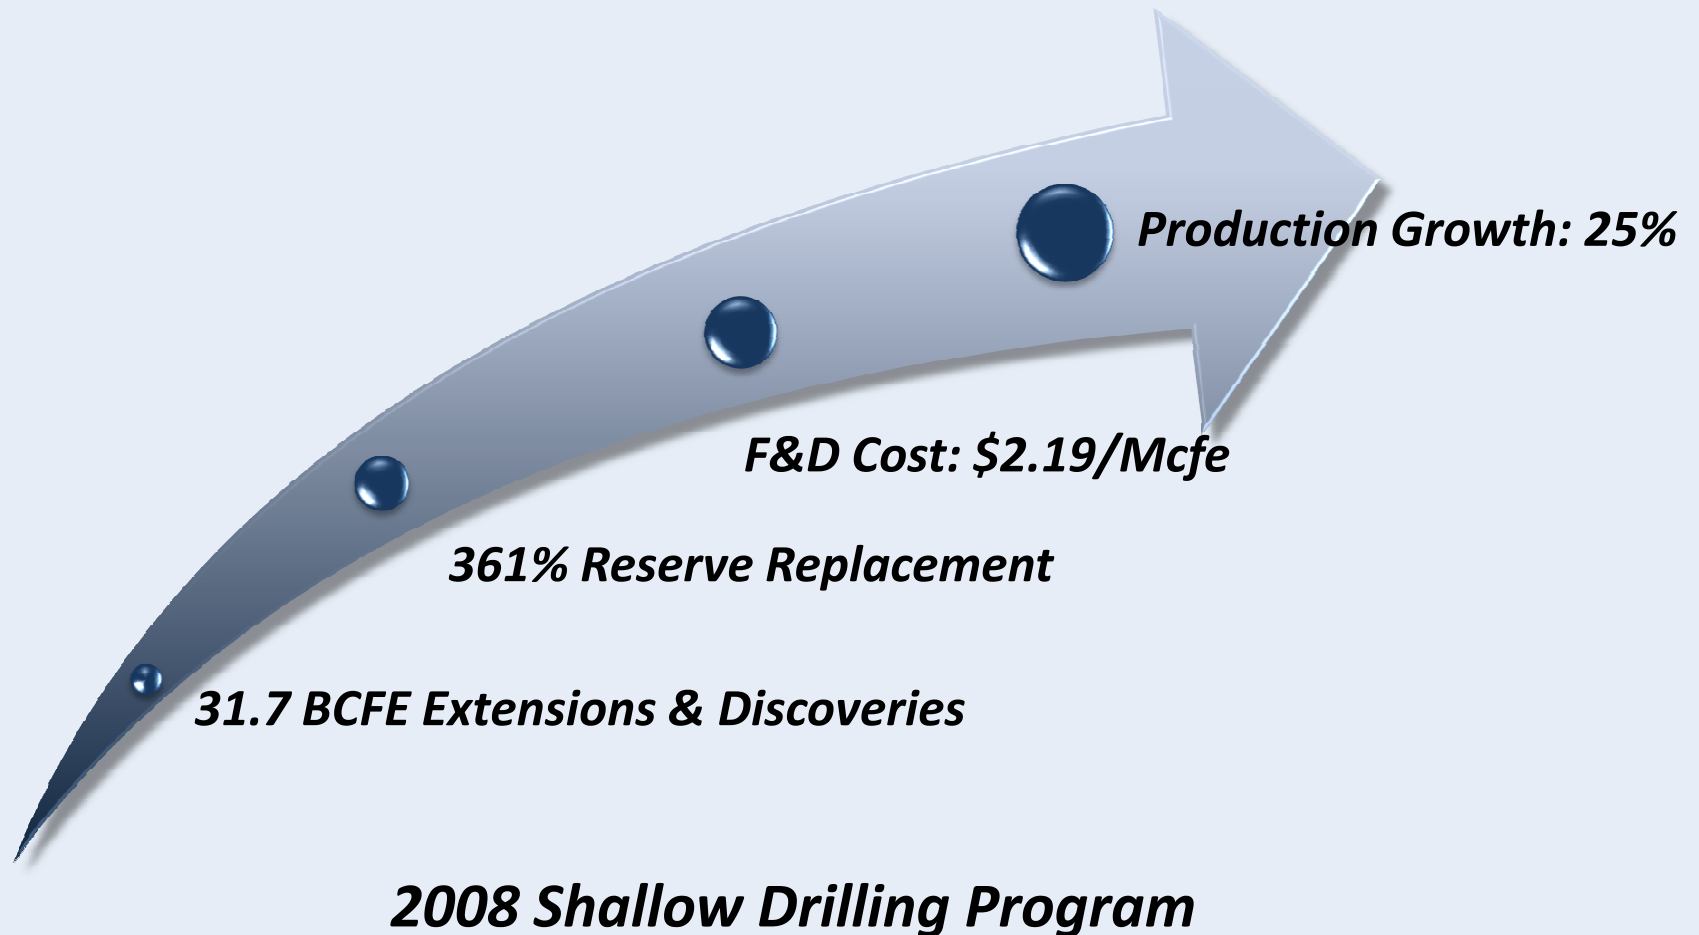 Production Growth: 25%
F&D Cost: $2.19/Mcfe
361% Reserve Replacement
31.7 BCFE Extensions & Discoveries
2008 Shallow Drilling Program